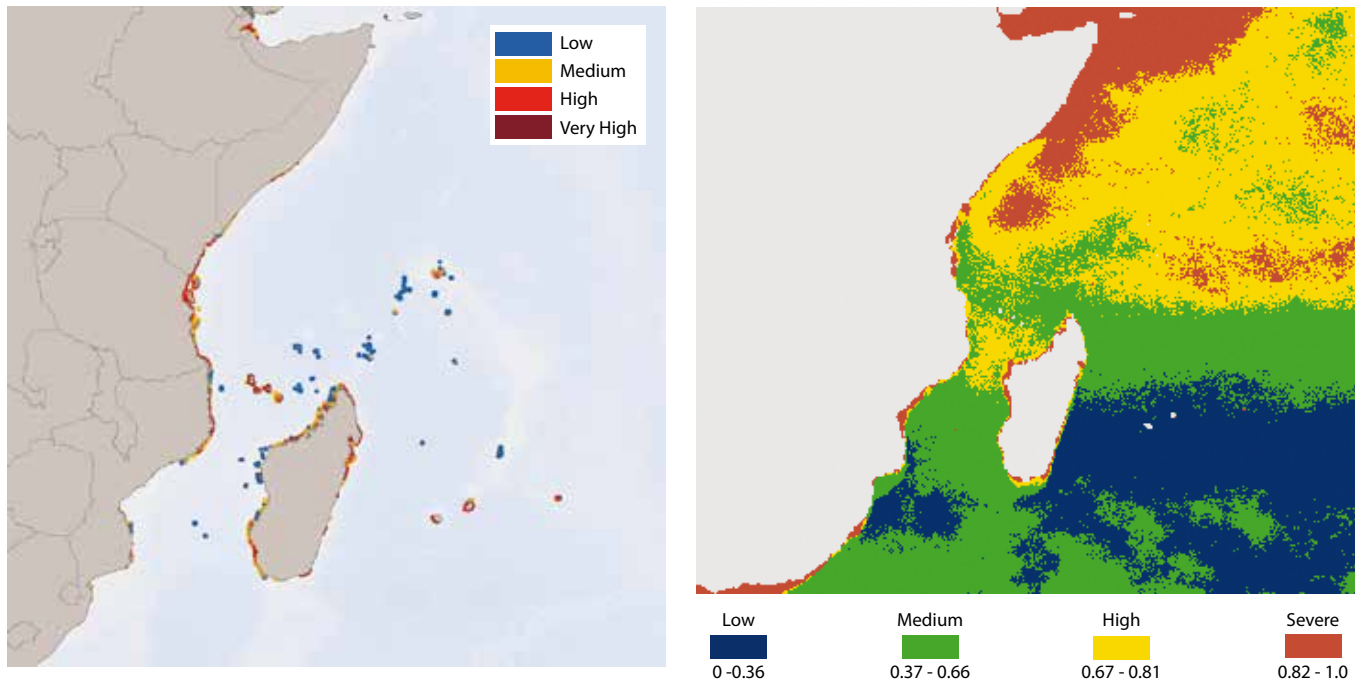 Low
Medium
High
Very High
Low Medium High Severe
0 -0.36 0.37 - 0.66 0.67 - 0.81 0.82 - 1.0